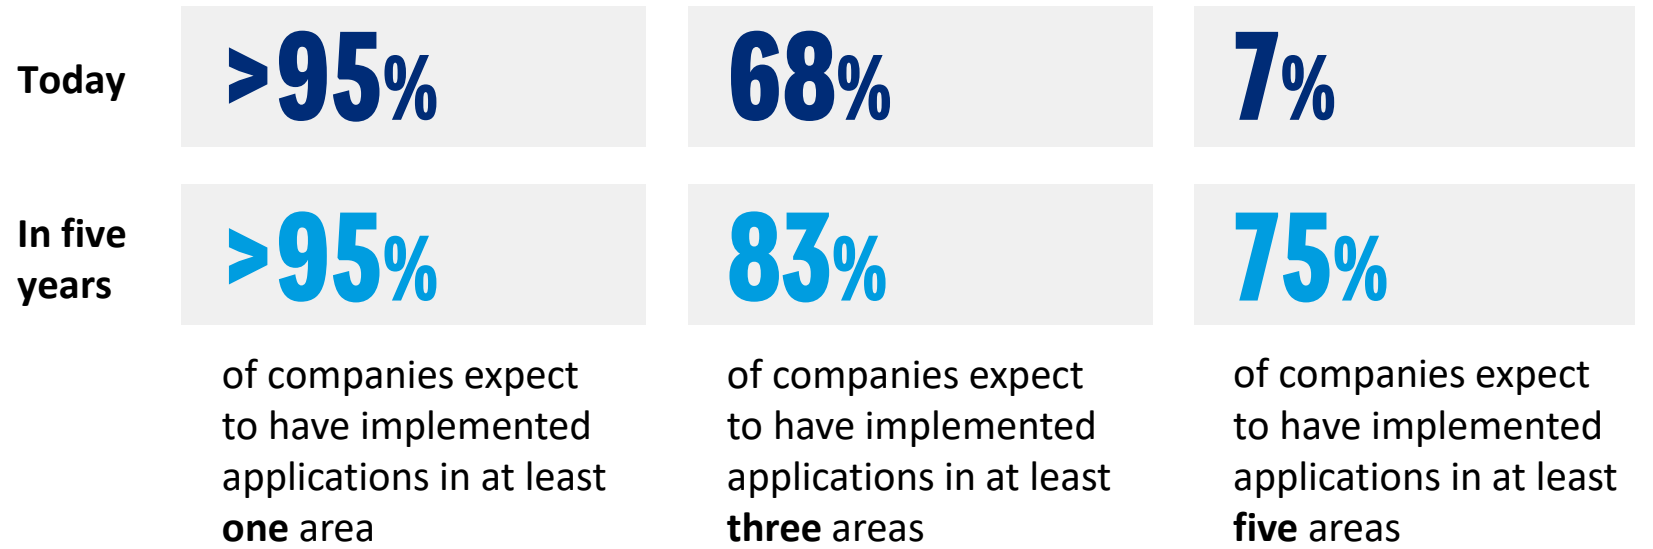 Today
>95%
68%
7%
In five
years
>95%
83%
75%
of companies expect
to have implemented
applications in at least
one area
of companies expect
to have implemented
applications in at least
three areas
of companies expect
to have implemented
applications in at least
five areas